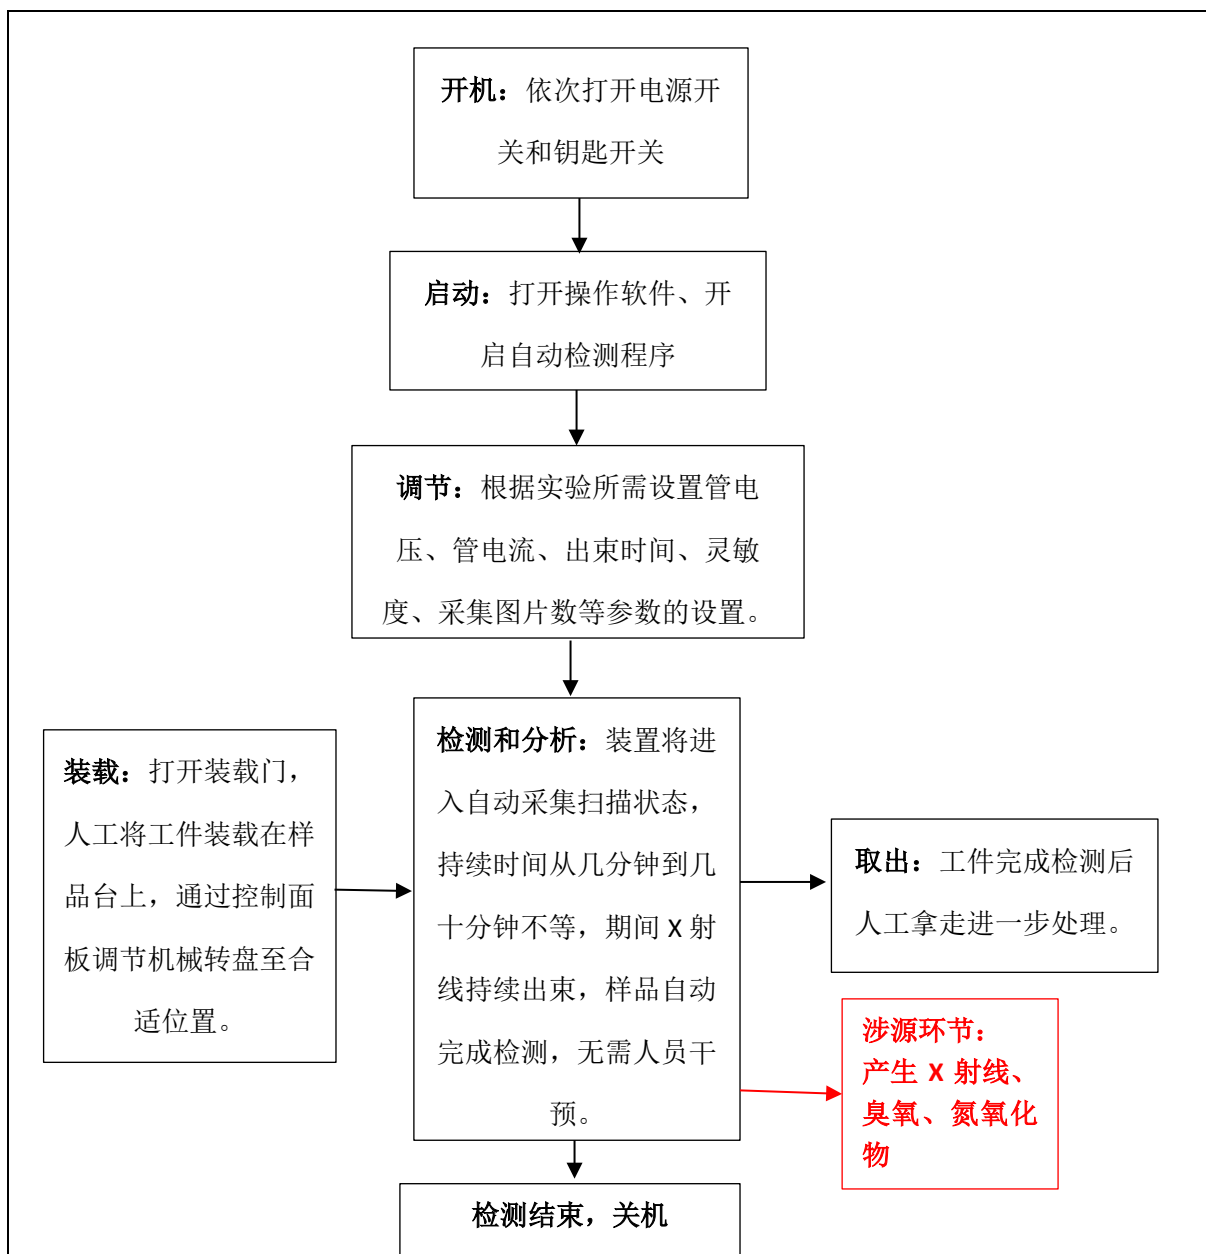 开机：依次打开电源开
关和钥匙开关
启动：打开操作软件、开
启自动检测程序
调节：根据实验所需设置管电
压、管电流、出束时间、灵敏
度、采集图片数等参数的设置。
装载：打开装载门，
人工将工件装载在样
品台上，通过控制面
板调节机械转盘至合
适位置。
检测和分析：装置将进
入自动采集扫描状态，
持续时间从几分钟到几
十分钟不等，期间 X 射
线持续出束，样品自动
完成检测，无需人员干
预。
取出：工件完成检测后
人工拿走进一步处理。
涉源环节：
产生 X 射线、
臭氧、氮氧化
物
检测结束，关机